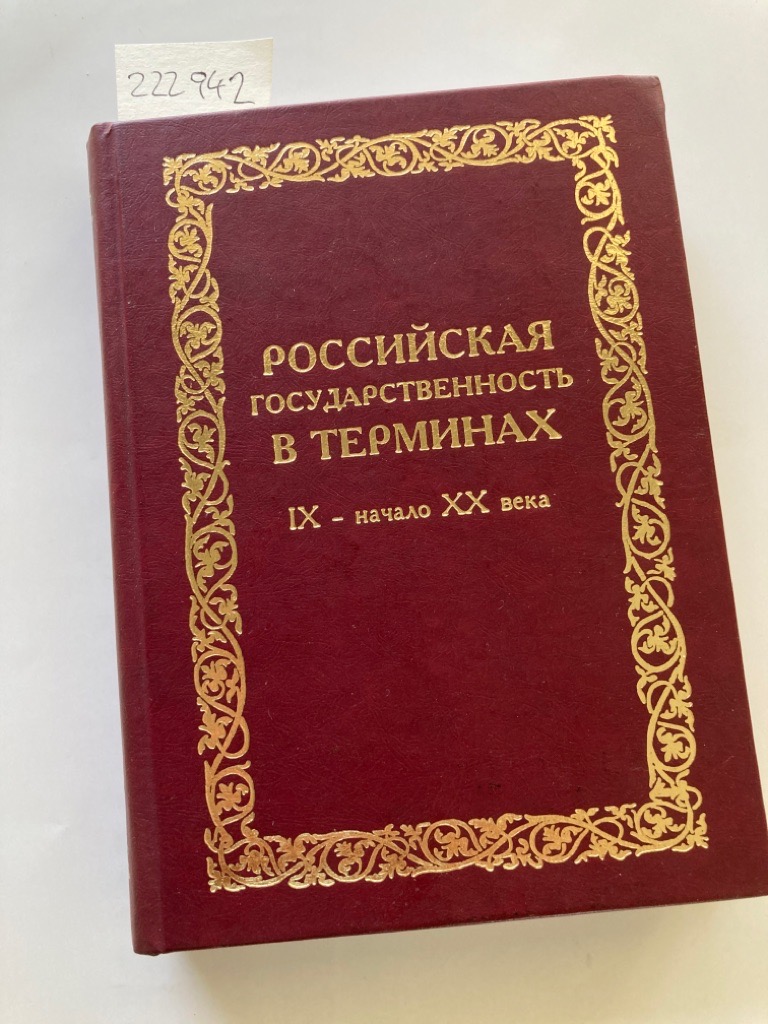 222942
РОССИЙСКАЯ
ГОСУДАРСТВЕННОСТЬ
В ТЕРМИНАХ
IX – начало XX века